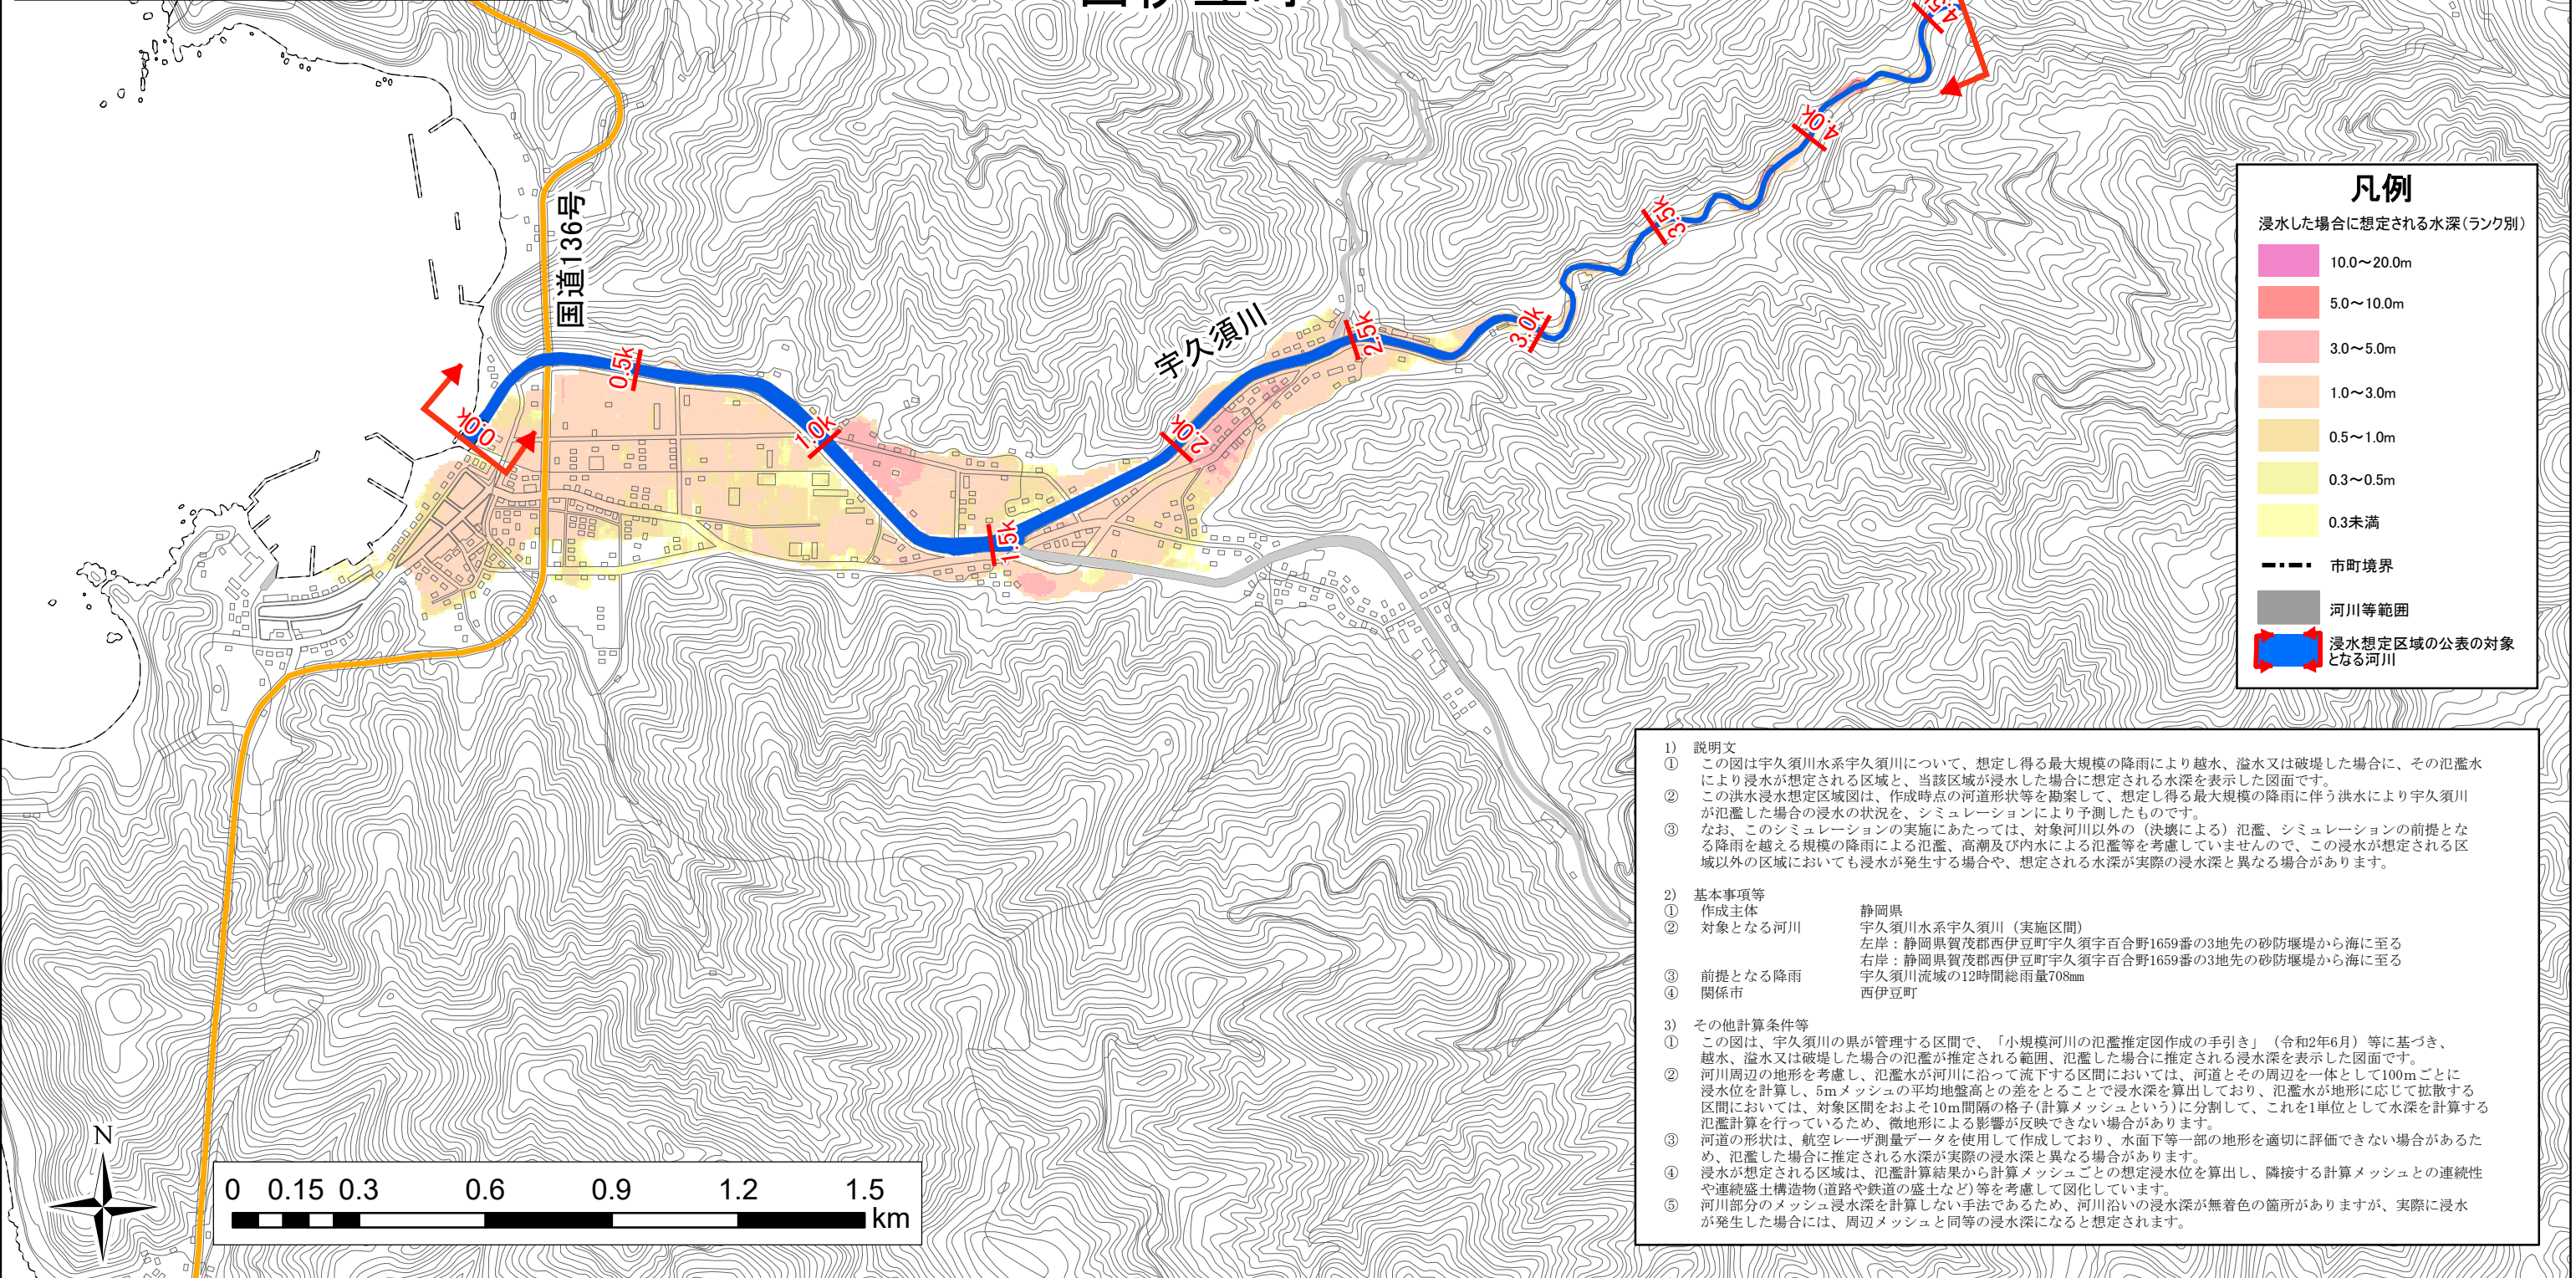 国道136号
宇久須川
0.0k
0.5k
1.0k
1.5k
2.0k
2.5k
3.0k
3.5k
4.0k
凡例
浸水した場合に想定される水深(ランク別)
10.0～20.0m
5.0～10.0m
3.0～5.0m
1.0～3.0m
0.5～1.0m
0.3～0.5m
0.3未満
市町境界
河川等範囲
浸水想定区域の公表の対象
となる河川
1) 説明文
① この図は宇久須川水系宇久須川について、想定し得る最大規模の降雨により越水、溢水又は破堤した場合に、その氾濫水
により浸水が想定される区域と、当該区域が浸水した場合に想定される水深を表示した図面です。
② この洪水浸水想定区域図は、作成時点の河道形状等を勘案して、想定し得る最大規模の降雨に伴う洪水により宇久須川
が氾濫した場合の浸水の状況を、シミュレーションにより予測したものです。
③ なお、このシミュレーションの実施にあたっては、対象河川以外の（決壊による）氾濫、シミュレーションの前提とな
る降雨を越える規模の降雨による氾濫、高潮及び内水による氾濫等を考慮していませんので、この浸水が想定される区
域以外の区域においても浸水が発生する場合や、想定される水深が実際の浸水深と異なる場合があります。
2) 基本事項等
① 作成主体 静岡県
② 対象となる河川 宇久須川水系宇久須川（実施区間）
左岸：静岡県賀茂郡西伊豆町宇久須字百合野1659番の3地先の砂防堰堤から海に至る
右岸：静岡県賀茂郡西伊豆町宇久須字百合野1659番の3地先の砂防堰堤から海に至る
③ 前提となる降雨 宇久須川流域の12時間総雨量708mm
④ 関係市 西伊豆町
3) その他計算条件等
① この図は、宇久須川の県が管理する区間で、「小規模河川の氾濫推定図作成の手引き」（令和2年6月）等に基づき、
越水、溢水又は破堤した場合の氾濫が推定される範囲、氾濫した場合に推定される浸水深を表示した図面です。
② 河川周辺の地形を考慮し、氾濫水が河川に沿って流下する区間においては、河道とその周辺を一体として100mごとに
浸水位を計算し、5mメッシュの平均地盤高との差をとることで浸水深を算出しており、氾濫水が地形に応じて拡散する
区間においては、対象区間をおよそ10m間隔の格子(計算メッシュという)に分割して、これを1単位として水深を計算する
氾濫計算を行っているため、微地形による影響が反映できない場合があります。
③ 河道の形状は、航空レーザ測量データを使用して作成しており、水面下等一部の地形を適切に評価できない場合があるた
め、氾濫した場合に推定される水深が実際の浸水深と異なる場合があります。
④ 浸水が想定される区域は、氾濫計算結果から計算メッシュごとの想定浸水位を算出し、隣接する計算メッシュとの連続性
や連続盛土構造物(道路や鉄道の盛土など)等を考慮して図化しています。
⑤ 河川部分のメッシュ浸水深を計算しない手法であるため、河川沿いの浸水深が無着色の箇所がありますが、実際に浸水
が発生した場合には、周辺メッシュと同等の浸水深になると想定されます。
N
0 0.15 0.3 0.6 0.9 1.2 1.5
km